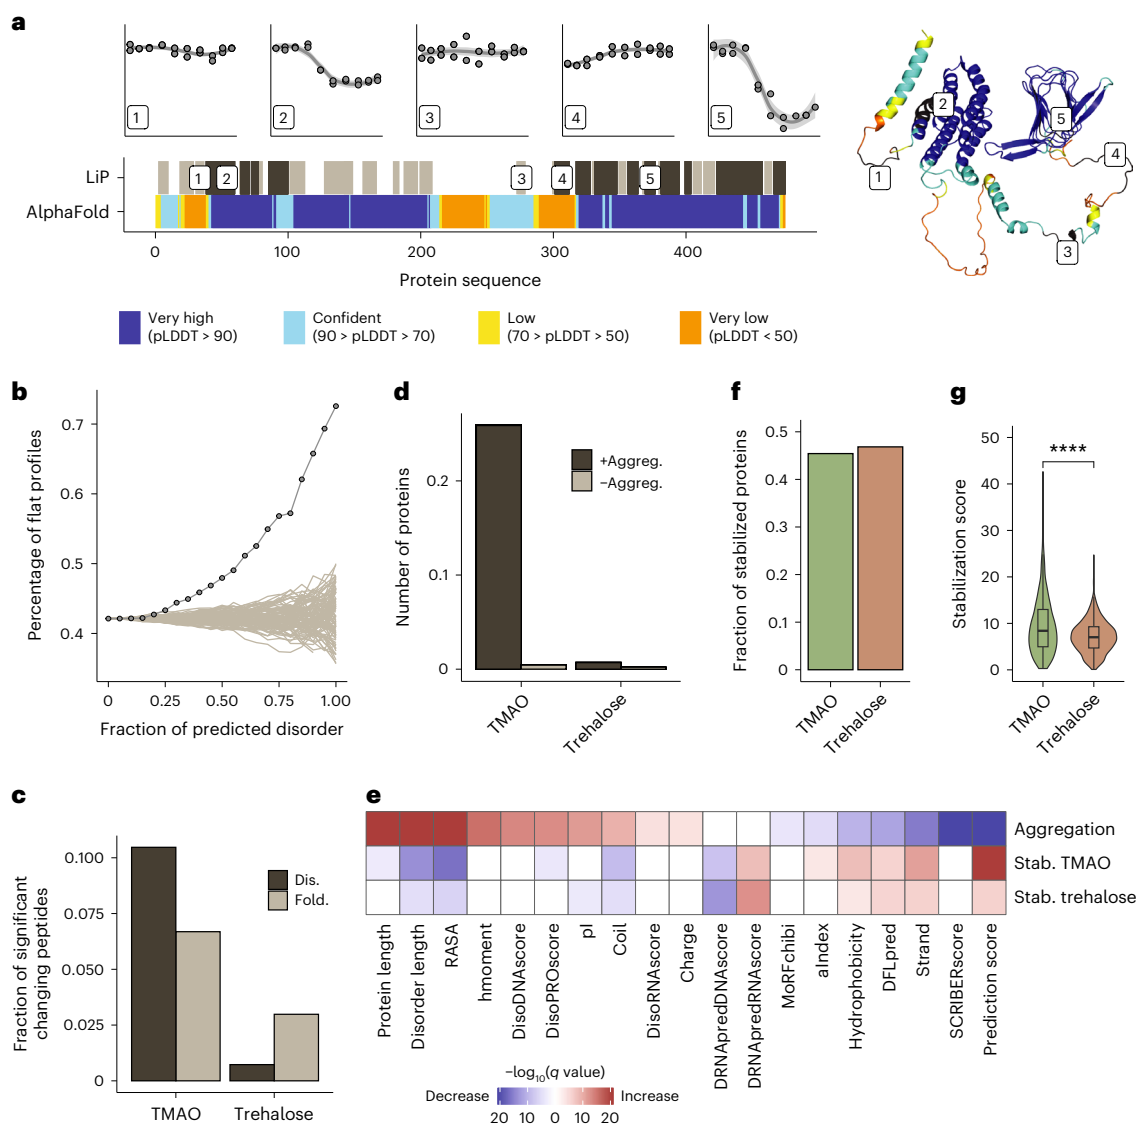 a
1
2
3
4
5
LiP
1
2
3
4
5
AlphaFold
0
100
200
300
400
Protein sequence
Very high
(pLDDT > 90)
Confident
(90 > pLDDT > 70)
Low
(70 > pLDDT > 50)
Very low
(pLDDT < 50)
2
5
4
1
3
b
Percentage of flat profiles
0.7
0.6
0.5
0.4
0
0.25
0.50
0.75
1.00
Fraction of predicted disorder
d
Number of proteins
0.2
0.1
0
+Aggreg.
−Aggreg.
TMAO
Trehalose
f
Fraction of stabilized proteins
0.5
0.4
0.3
0.2
0.1
0
TMAO
Trehalose
g
Stabilization score
50
40
30
20
10
0
****
TMAO
Trehalose
c
Fraction of significant
changing peptides
0.100
0.075
0.050
0.025
0
Dis.
Fold.
TMAO
Trehalose
e
Aggregation
Stab. TMAO
Stab. trehalose
Protein length
Disorder length
RASA
hmoment
DisoDNAscore
DisoPROscore
pI
Coil
DisoRNAscore
Charge
DRNApredDNAscore
DRNApredRNAscore
MoRFchibi
aIndex
Hydrophobicity
DFLpred
Strand
SCRIBERscore
Prediction score
−log10(q value)
Decrease
Increase
20 10 0 10 20